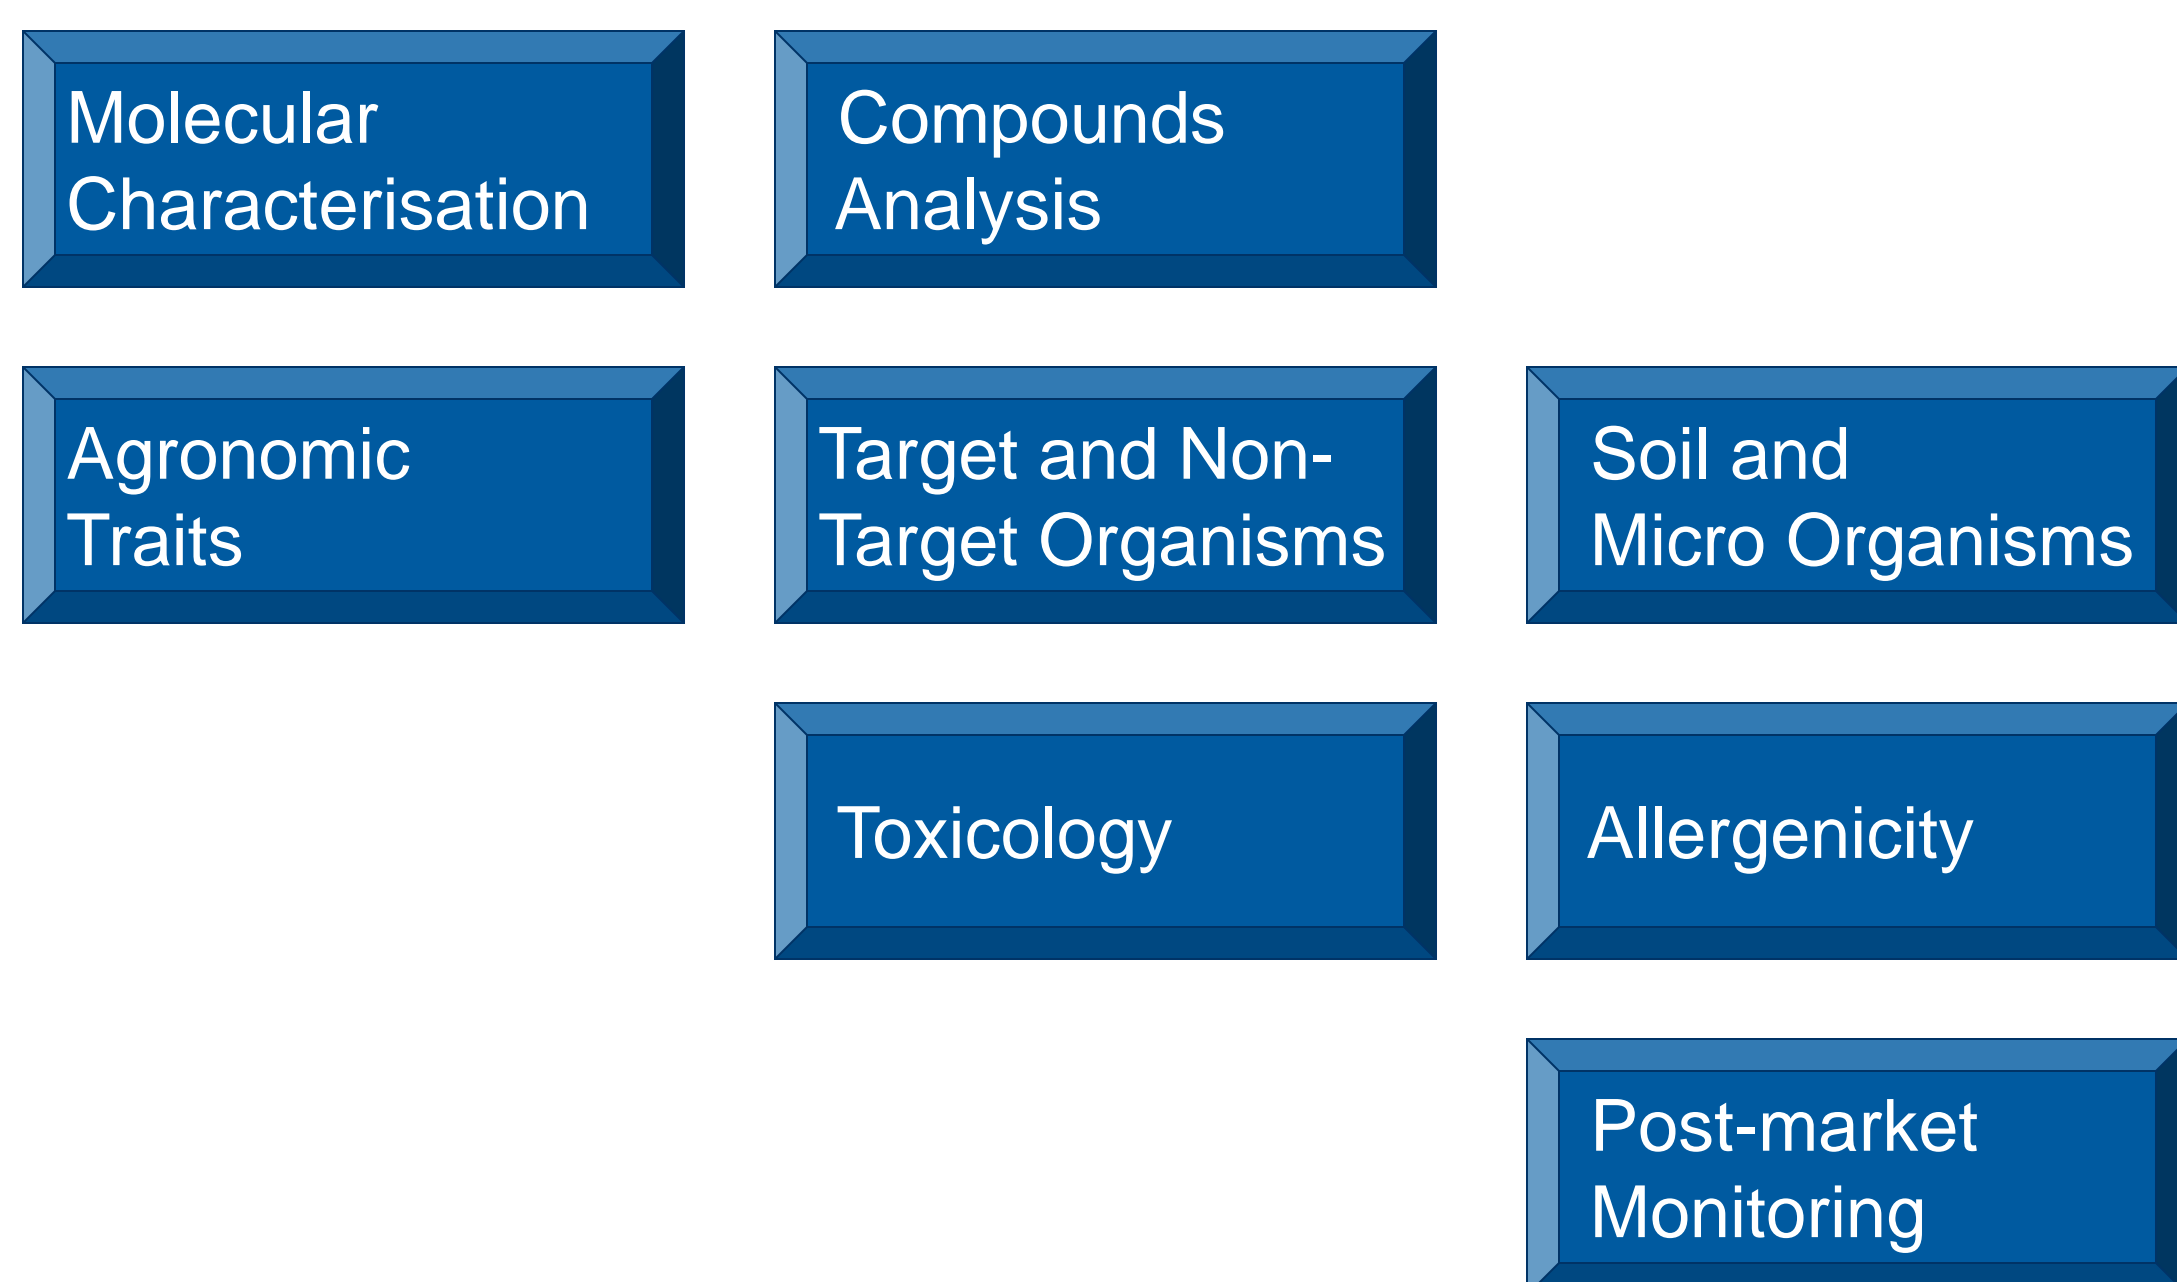 Molecular
Characterisation
Compounds
Analysis
Agronomic
Traits
Target and Non-
Target Organisms
Soil and
Micro Organisms
Toxicology
Allergenicity
Post-market
Monitoring